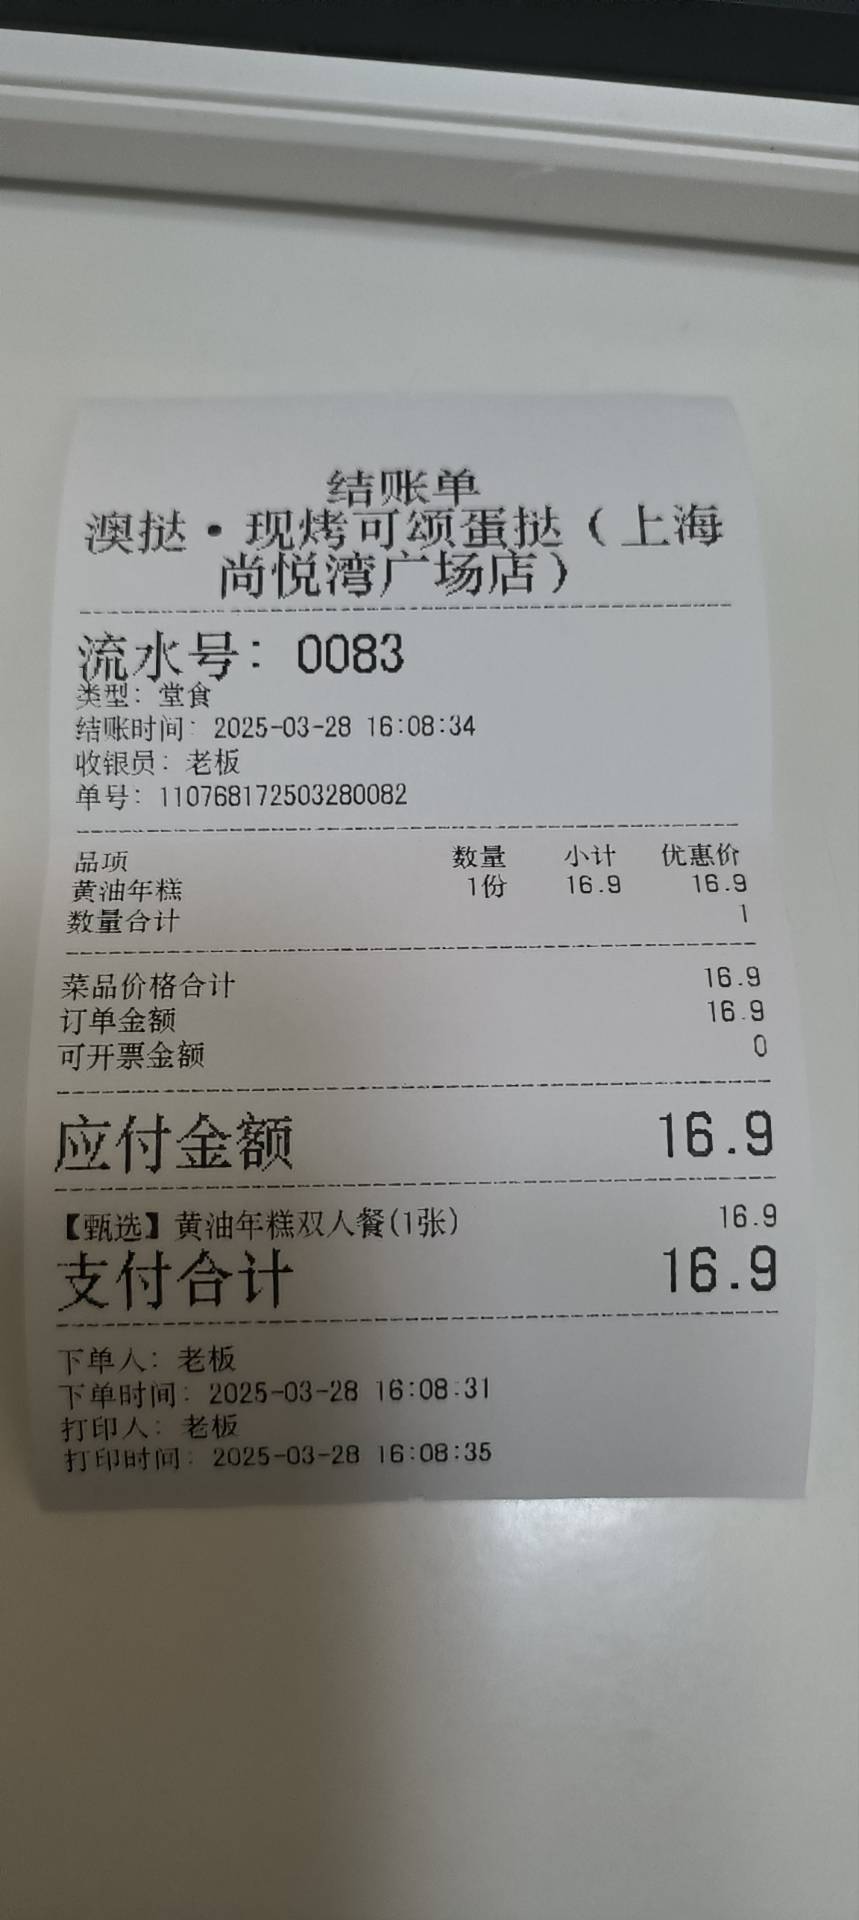 结账单
澳挞·现烤可颂蛋挞（上海
尚悦湾广场店）
流水号：0083
类型：堂食
结账时间：2025-03-28 16:08:34
收银员：老板
单号：110768172503280082
品项 数量 小计 优惠价
黄油年糕 1份 16.9 16.9
数量合计 1
菜品价格合计 16.9
订单金额 16.9
可开票金额 0
应付金额 16.9
【甄选】黄油年糕双人餐(1张) 16.9
支付合计 16.9
下单人：老板
下单时间：2025-03-28 16:08:31
打印人：老板
打印时间：2025-03-28 16:08:35